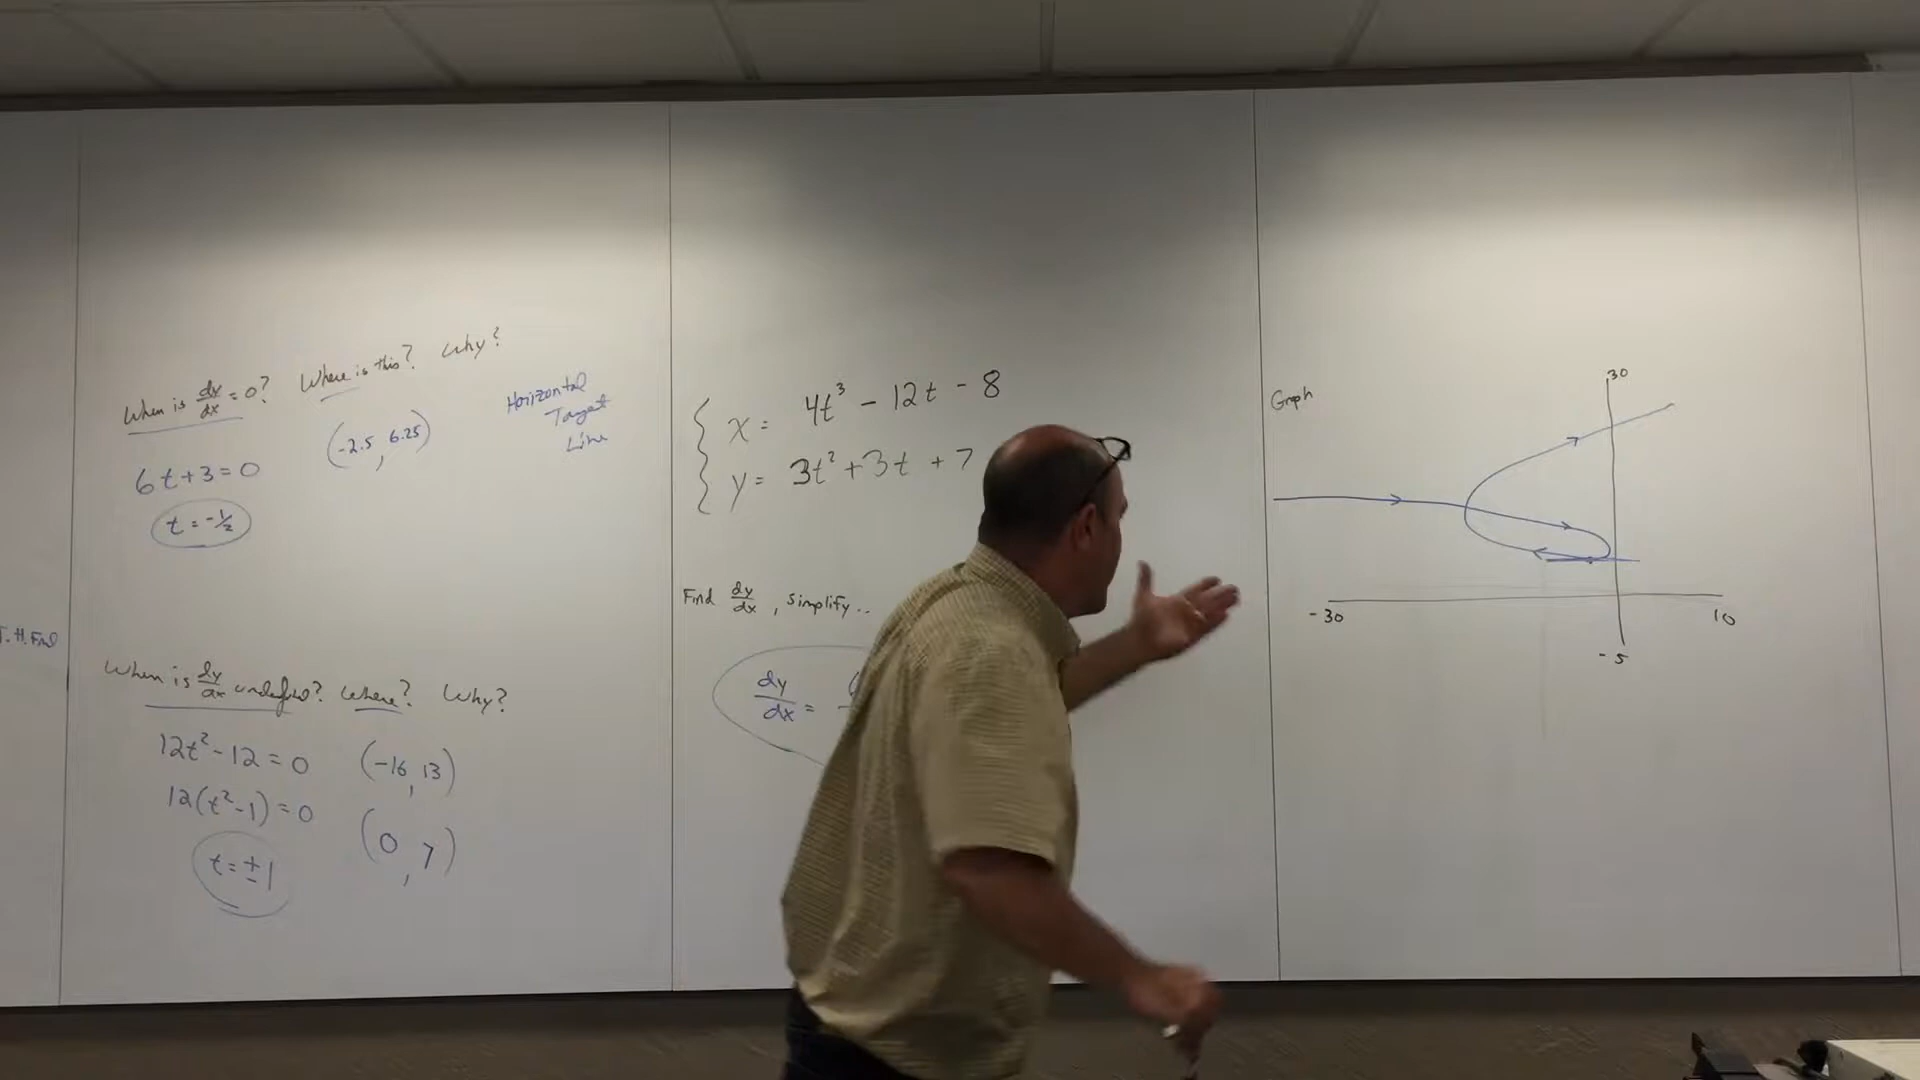 When is dy/dx = 0? Where is this? Why?
6t+3=0
t = -1/2
(-2.5, 6.25)
Horizontal
Tangent
Line
T. H. Find
When is dy/dx undefined? Where? Why?
12t² - 12 = 0
12(t²-1) = 0
t = ± 1
(-16, 13)
(0, 7)
x = 4t³ - 12t - 8
y = 3t² + 3t + 7
Find dy/dx, simplify..
dy/dx =
Graph
30
-30
10
-5